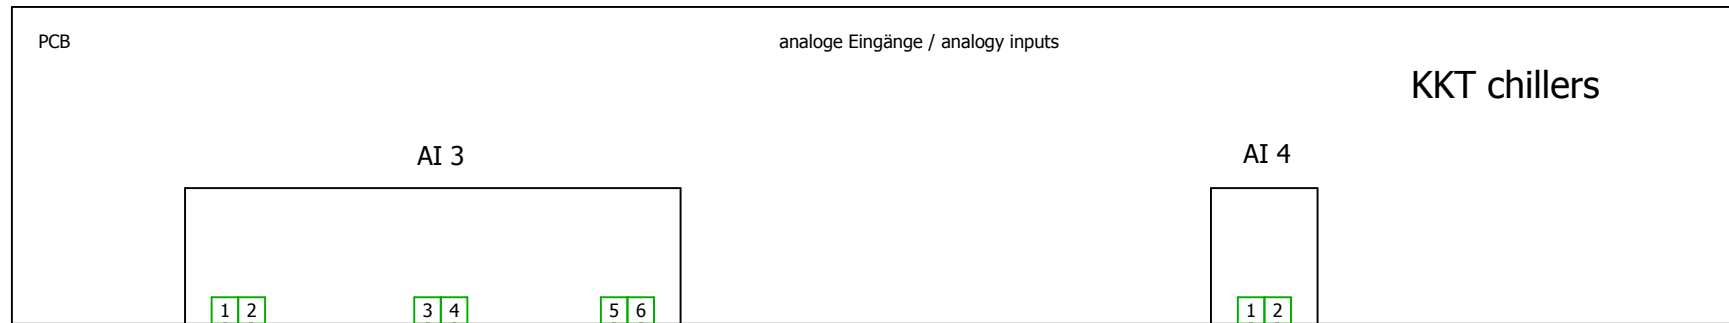 PCB
analoge Eingänge / analogy inputs
KKT chillers
AI 3
AI 4
1 2 3 4 5 6 1 2